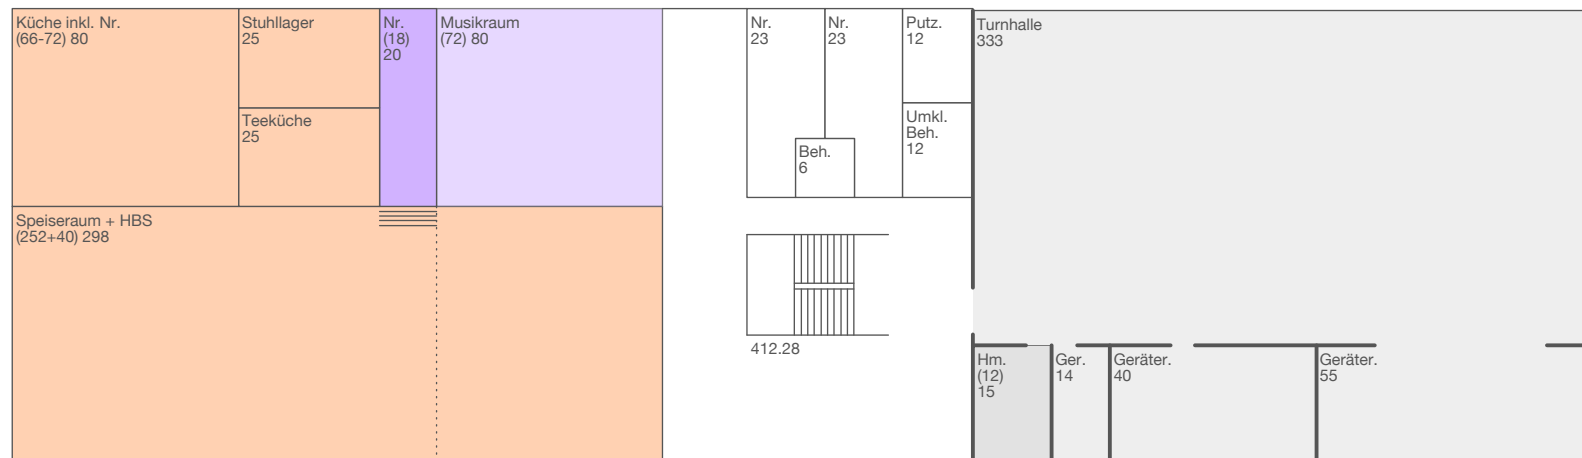 Küche inkl. Nr.
(66-72) 80
Stuhllager
25
Teeküche
25
Nr.
(18)
20
Musikraum
(72) 80
Speiseraum + HBS
(252+40) 298
Nr.
23
Nr.
23
Putz.
12
Beh.
6
Umkl.
Beh.
12
412.28
Turnhalle
333
Hm.
(12)
15
Ger.
14
Geräter.
40
Geräter.
55